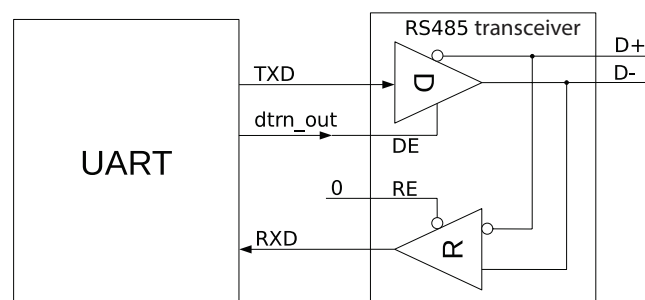 RS485 transceiver
D+
D-
TXD
D
dtrn_out
DE
UART
0
RE
RXD
R